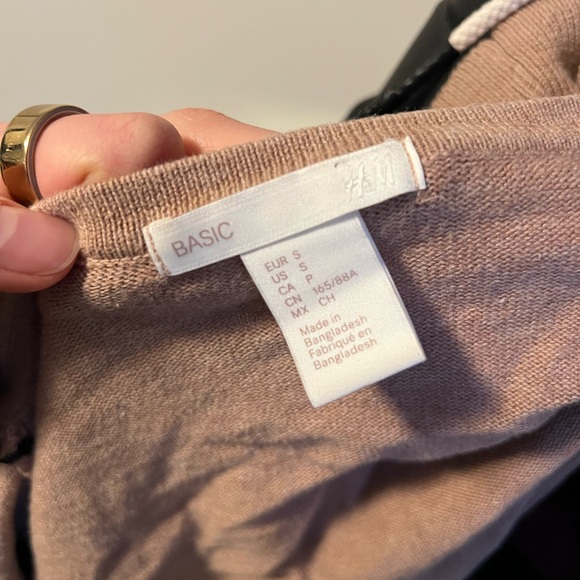 BASIC
H&M
EUR S
US S
CA P
CN 165/88A
MX CH
Made in
Bangladesh
Fabriqué en
Bangladesh